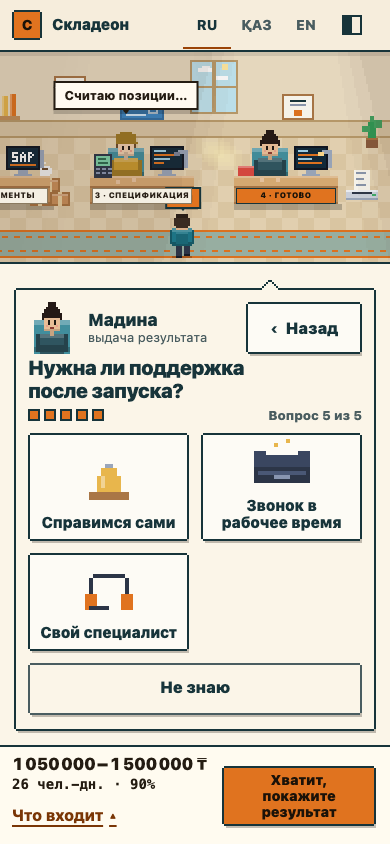 С Складеон RU ҚАЗ EN
Считаю позиции...
SAP
МЕНТЫ 3 · СПЕЦИФИКАЦИЯ 4 · ГОТОВО
Мадина
выдача результата
‹ Назад
Нужна ли поддержка
после запуска?
Вопрос 5 из 5
Справимся сами
Звонок в
рабочее время
Свой специалист
Не знаю
1 050 000–1 500 000 ₸
26 чел.-дн. · 90%
Что входит ▴
Хватит,
покажите
результат